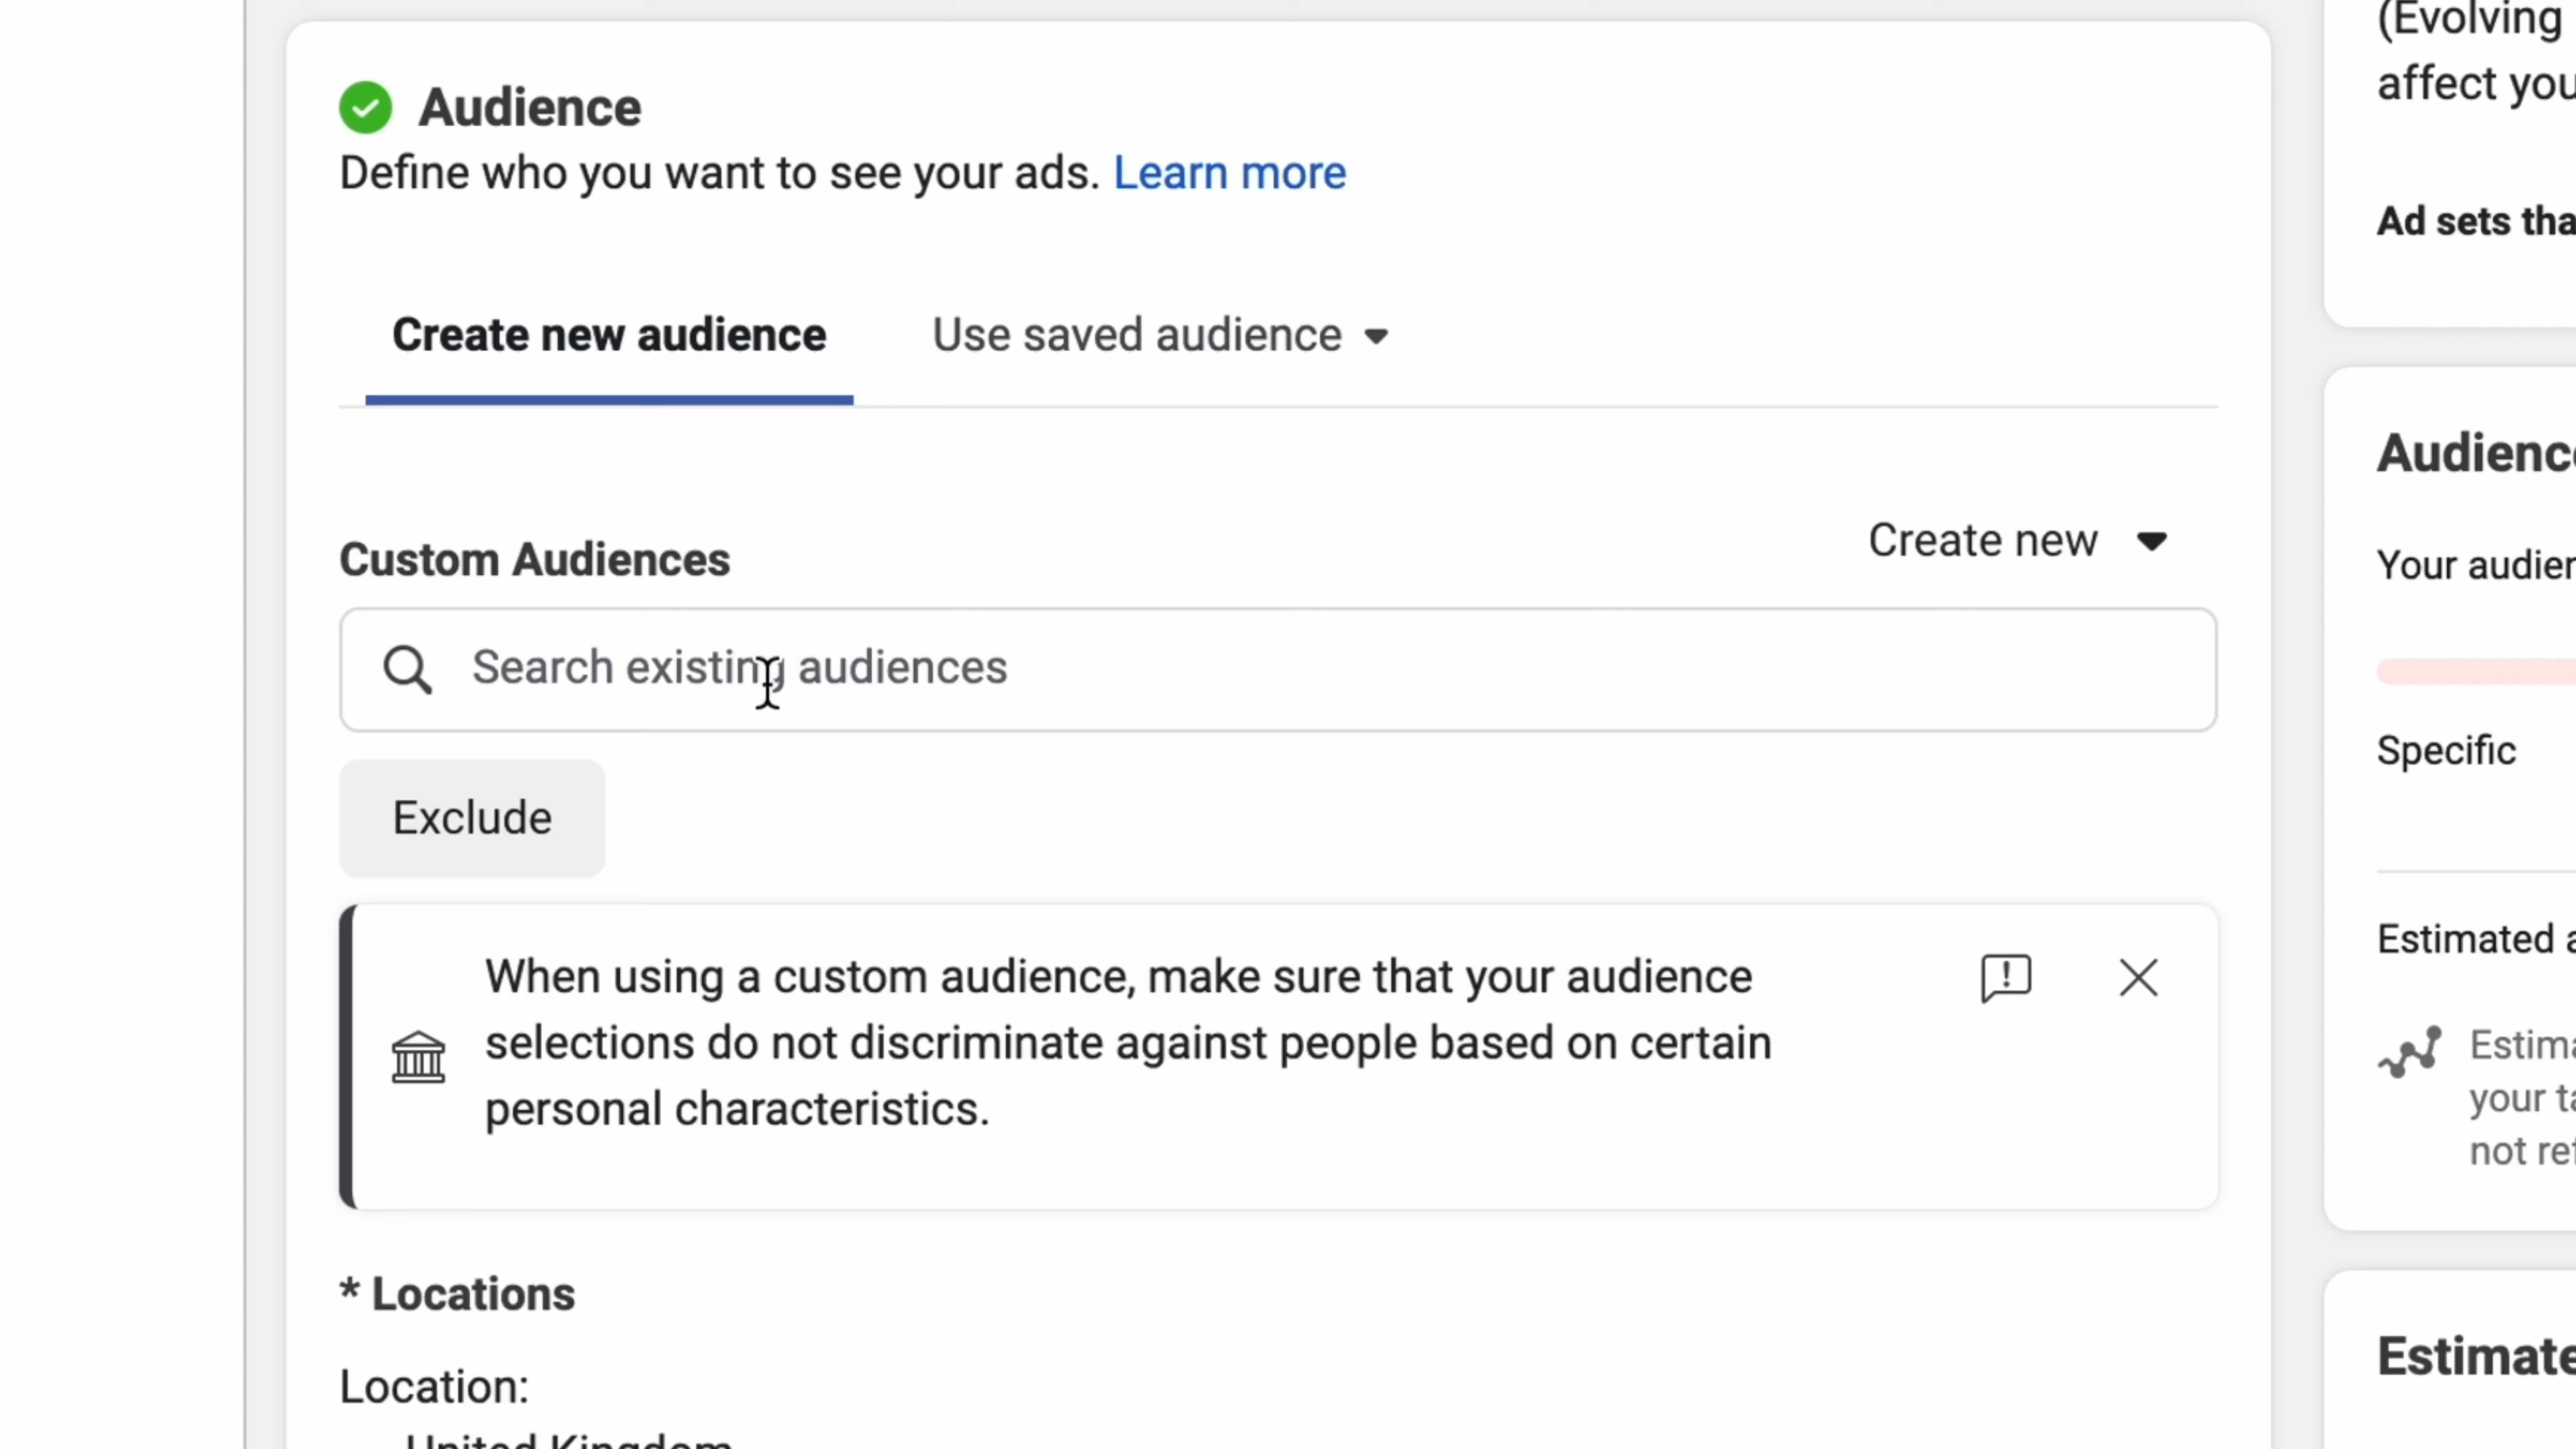 Audience
Define who you want to see your ads. Learn more
Create new audience
Use saved audience
Custom Audiences
Create new
Search existing audiences
Exclude
When using a custom audience, make sure that your audience
selections do not discriminate against people based on certain
personal characteristics.
* Locations
Location:
United Kingdom
(Evolving
affect you
Ad sets tha
Audience
Your audien
Specific
Estimated a
Estima
your ta
not ref
Estimate